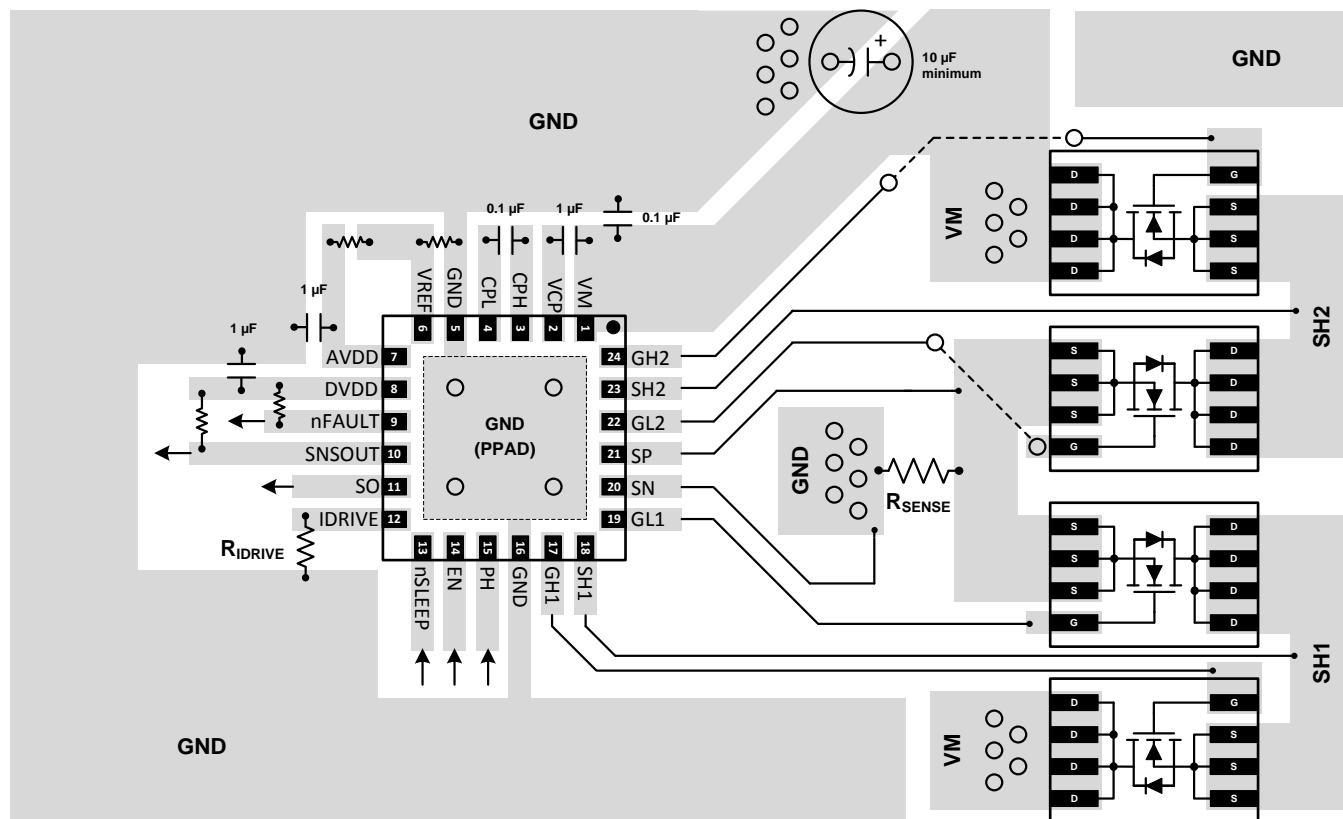 +
10 µF
minimum
GND
GND
VM
D
D
D
D
G
S
S
S
SH2
0.1 µF
1 µF
0.1 µF
1 µF
1 µF
VREF
GND
CPL
CPH
VCP
VM
6
5
4
3
2
1
AVDD 7
DVDD 8
nFAULT 9
SNSOUT 10
SO 11
IDRIVE 12
RIDRIVE
GND
(PPAD)
24 GH2
23 SH2
22 GL2
21 SP
20 SN
19 GL1
13
14
15
16
17
18
nSLEEP
EN
PH
GND
GH1
SH1
GND
RSENSE
S
S
S
G
D
D
D
D
S
S
S
G
D
D
D
D
SH1
GND
VM
D
D
D
D
G
S
S
S